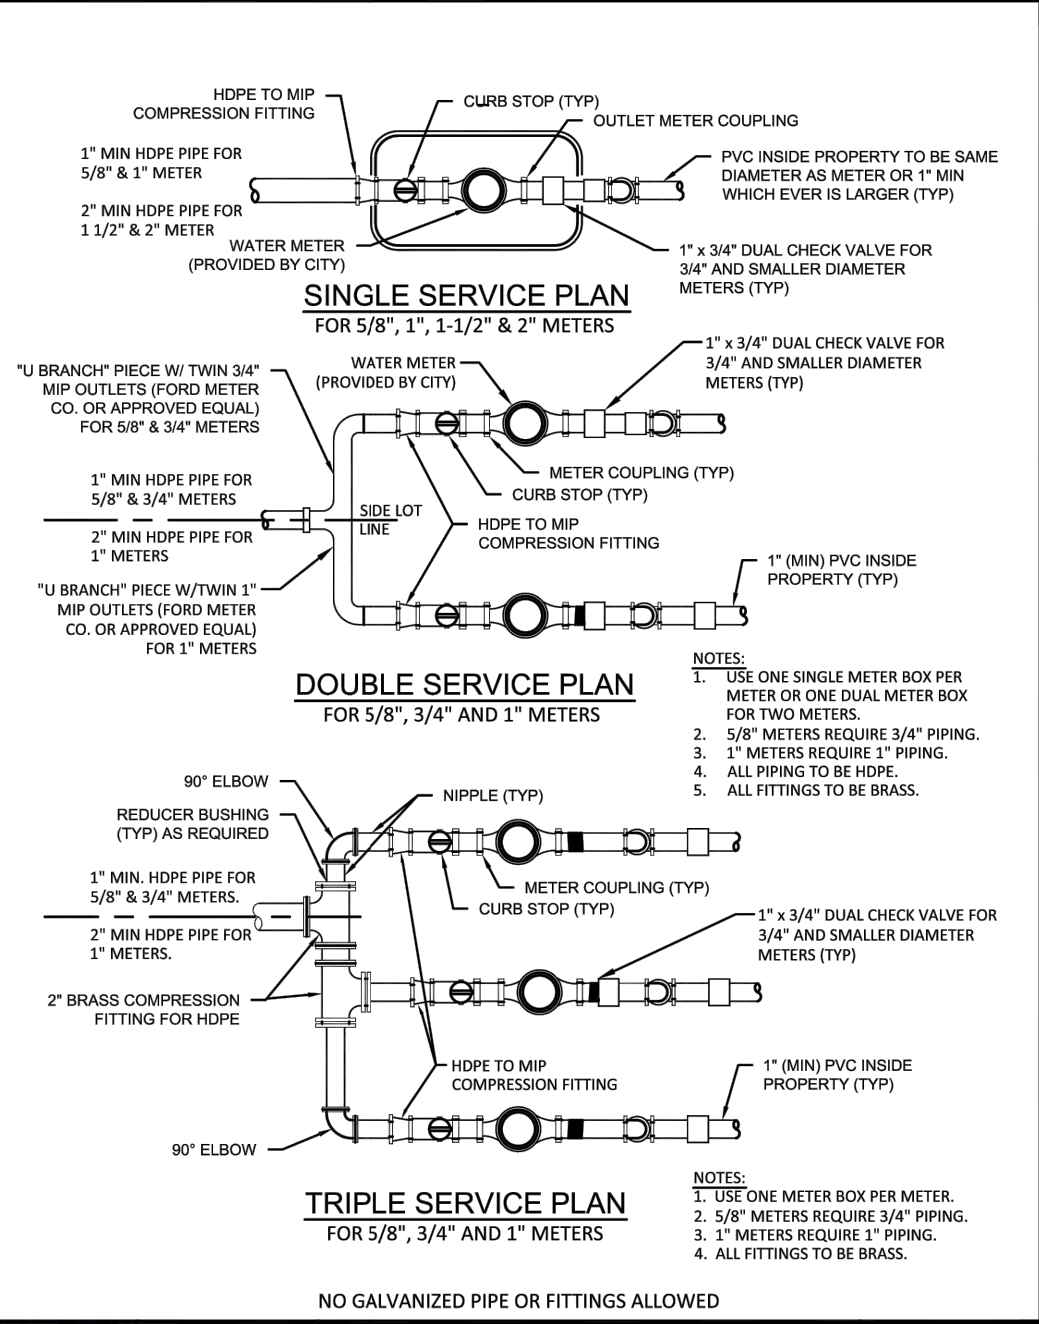 HDPE TO MIP
COMPRESSION FITTING
CURB STOP (TYP)
OUTLET METER COUPLING
1" MIN HDPE PIPE FOR
5/8" & 1" METER
PVC INSIDE PROPERTY TO BE SAME
DIAMETER AS METER OR 1" MIN
WHICH EVER IS LARGER (TYP)
2" MIN HDPE PIPE FOR
1 1/2" & 2" METER
WATER METER
(PROVIDED BY CITY)
1" x 3/4" DUAL CHECK VALVE FOR
3/4" AND SMALLER DIAMETER
METERS (TYP)
SINGLE SERVICE PLAN
FOR 5/8", 1", 1-1/2" & 2" METERS
"U BRANCH" PIECE W/ TWIN 3/4"
MIP OUTLETS (FORD METER
CO. OR APPROVED EQUAL)
FOR 5/8" & 3/4" METERS
WATER METER
(PROVIDED BY CITY)
1" x 3/4" DUAL CHECK VALVE FOR
3/4" AND SMALLER DIAMETER
METERS (TYP)
METER COUPLING (TYP)
CURB STOP (TYP)
1" MIN HDPE PIPE FOR
5/8" & 3/4" METERS
SIDE LOT
LINE
HDPE TO MIP
COMPRESSION FITTING
2" MIN HDPE PIPE FOR
1" METERS
1" (MIN) PVC INSIDE
PROPERTY (TYP)
"U BRANCH" PIECE W/TWIN 1"
MIP OUTLETS (FORD METER
CO. OR APPROVED EQUAL)
FOR 1" METERS
DOUBLE SERVICE PLAN
FOR 5/8", 3/4" AND 1" METERS
NOTES:
1. USE ONE SINGLE METER BOX PER
METER OR ONE DUAL METER BOX
FOR TWO METERS.
2. 5/8" METERS REQUIRE 3/4" PIPING.
3. 1" METERS REQUIRE 1" PIPING.
4. ALL PIPING TO BE HDPE.
5. ALL FITTINGS TO BE BRASS.
90° ELBOW
NIPPLE (TYP)
REDUCER BUSHING
(TYP) AS REQUIRED
1" MIN. HDPE PIPE FOR
5/8" & 3/4" METERS.
METER COUPLING (TYP)
CURB STOP (TYP)
1" x 3/4" DUAL CHECK VALVE FOR
3/4" AND SMALLER DIAMETER
METERS (TYP)
2" MIN HDPE PIPE FOR
1" METERS.
2" BRASS COMPRESSION
FITTING FOR HDPE
HDPE TO MIP
COMPRESSION FITTING
1" (MIN) PVC INSIDE
PROPERTY (TYP)
90° ELBOW
TRIPLE SERVICE PLAN
FOR 5/8", 3/4" AND 1" METERS
NOTES:
1. USE ONE METER BOX PER METER.
2. 5/8" METERS REQUIRE 3/4" PIPING.
3. 1" METERS REQUIRE 1" PIPING.
4. ALL FITTINGS TO BE BRASS.
NO GALVANIZED PIPE OR FITTINGS ALLOWED